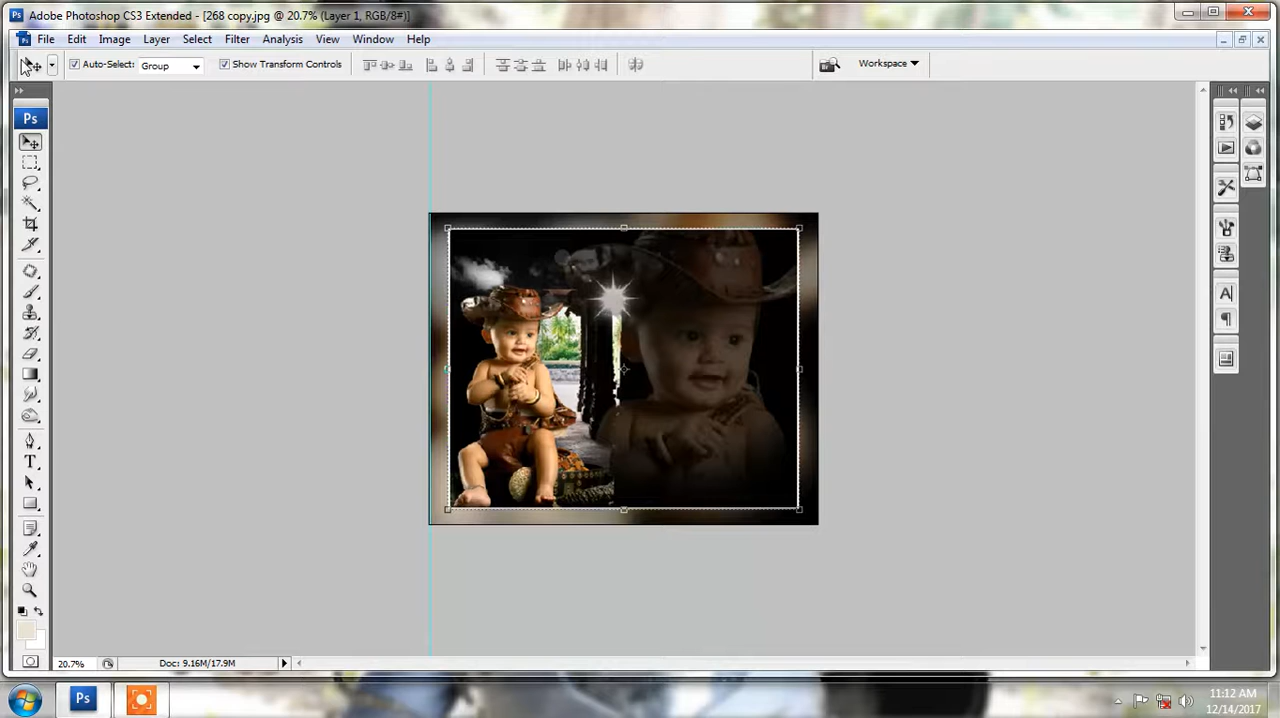 Ps Adobe Photoshop CS3 Extended - [268 copy.jpg @ 20.7% (Layer 1, RGB/8#)]
File Edit Image Layer Select Filter Analysis View Window Help
Auto-Select: Group Show Transform Controls Workspace
Ps
T
A
20.7% Doc: 9.16M/17.9M
Ps
11:12 AM
12/14/2017